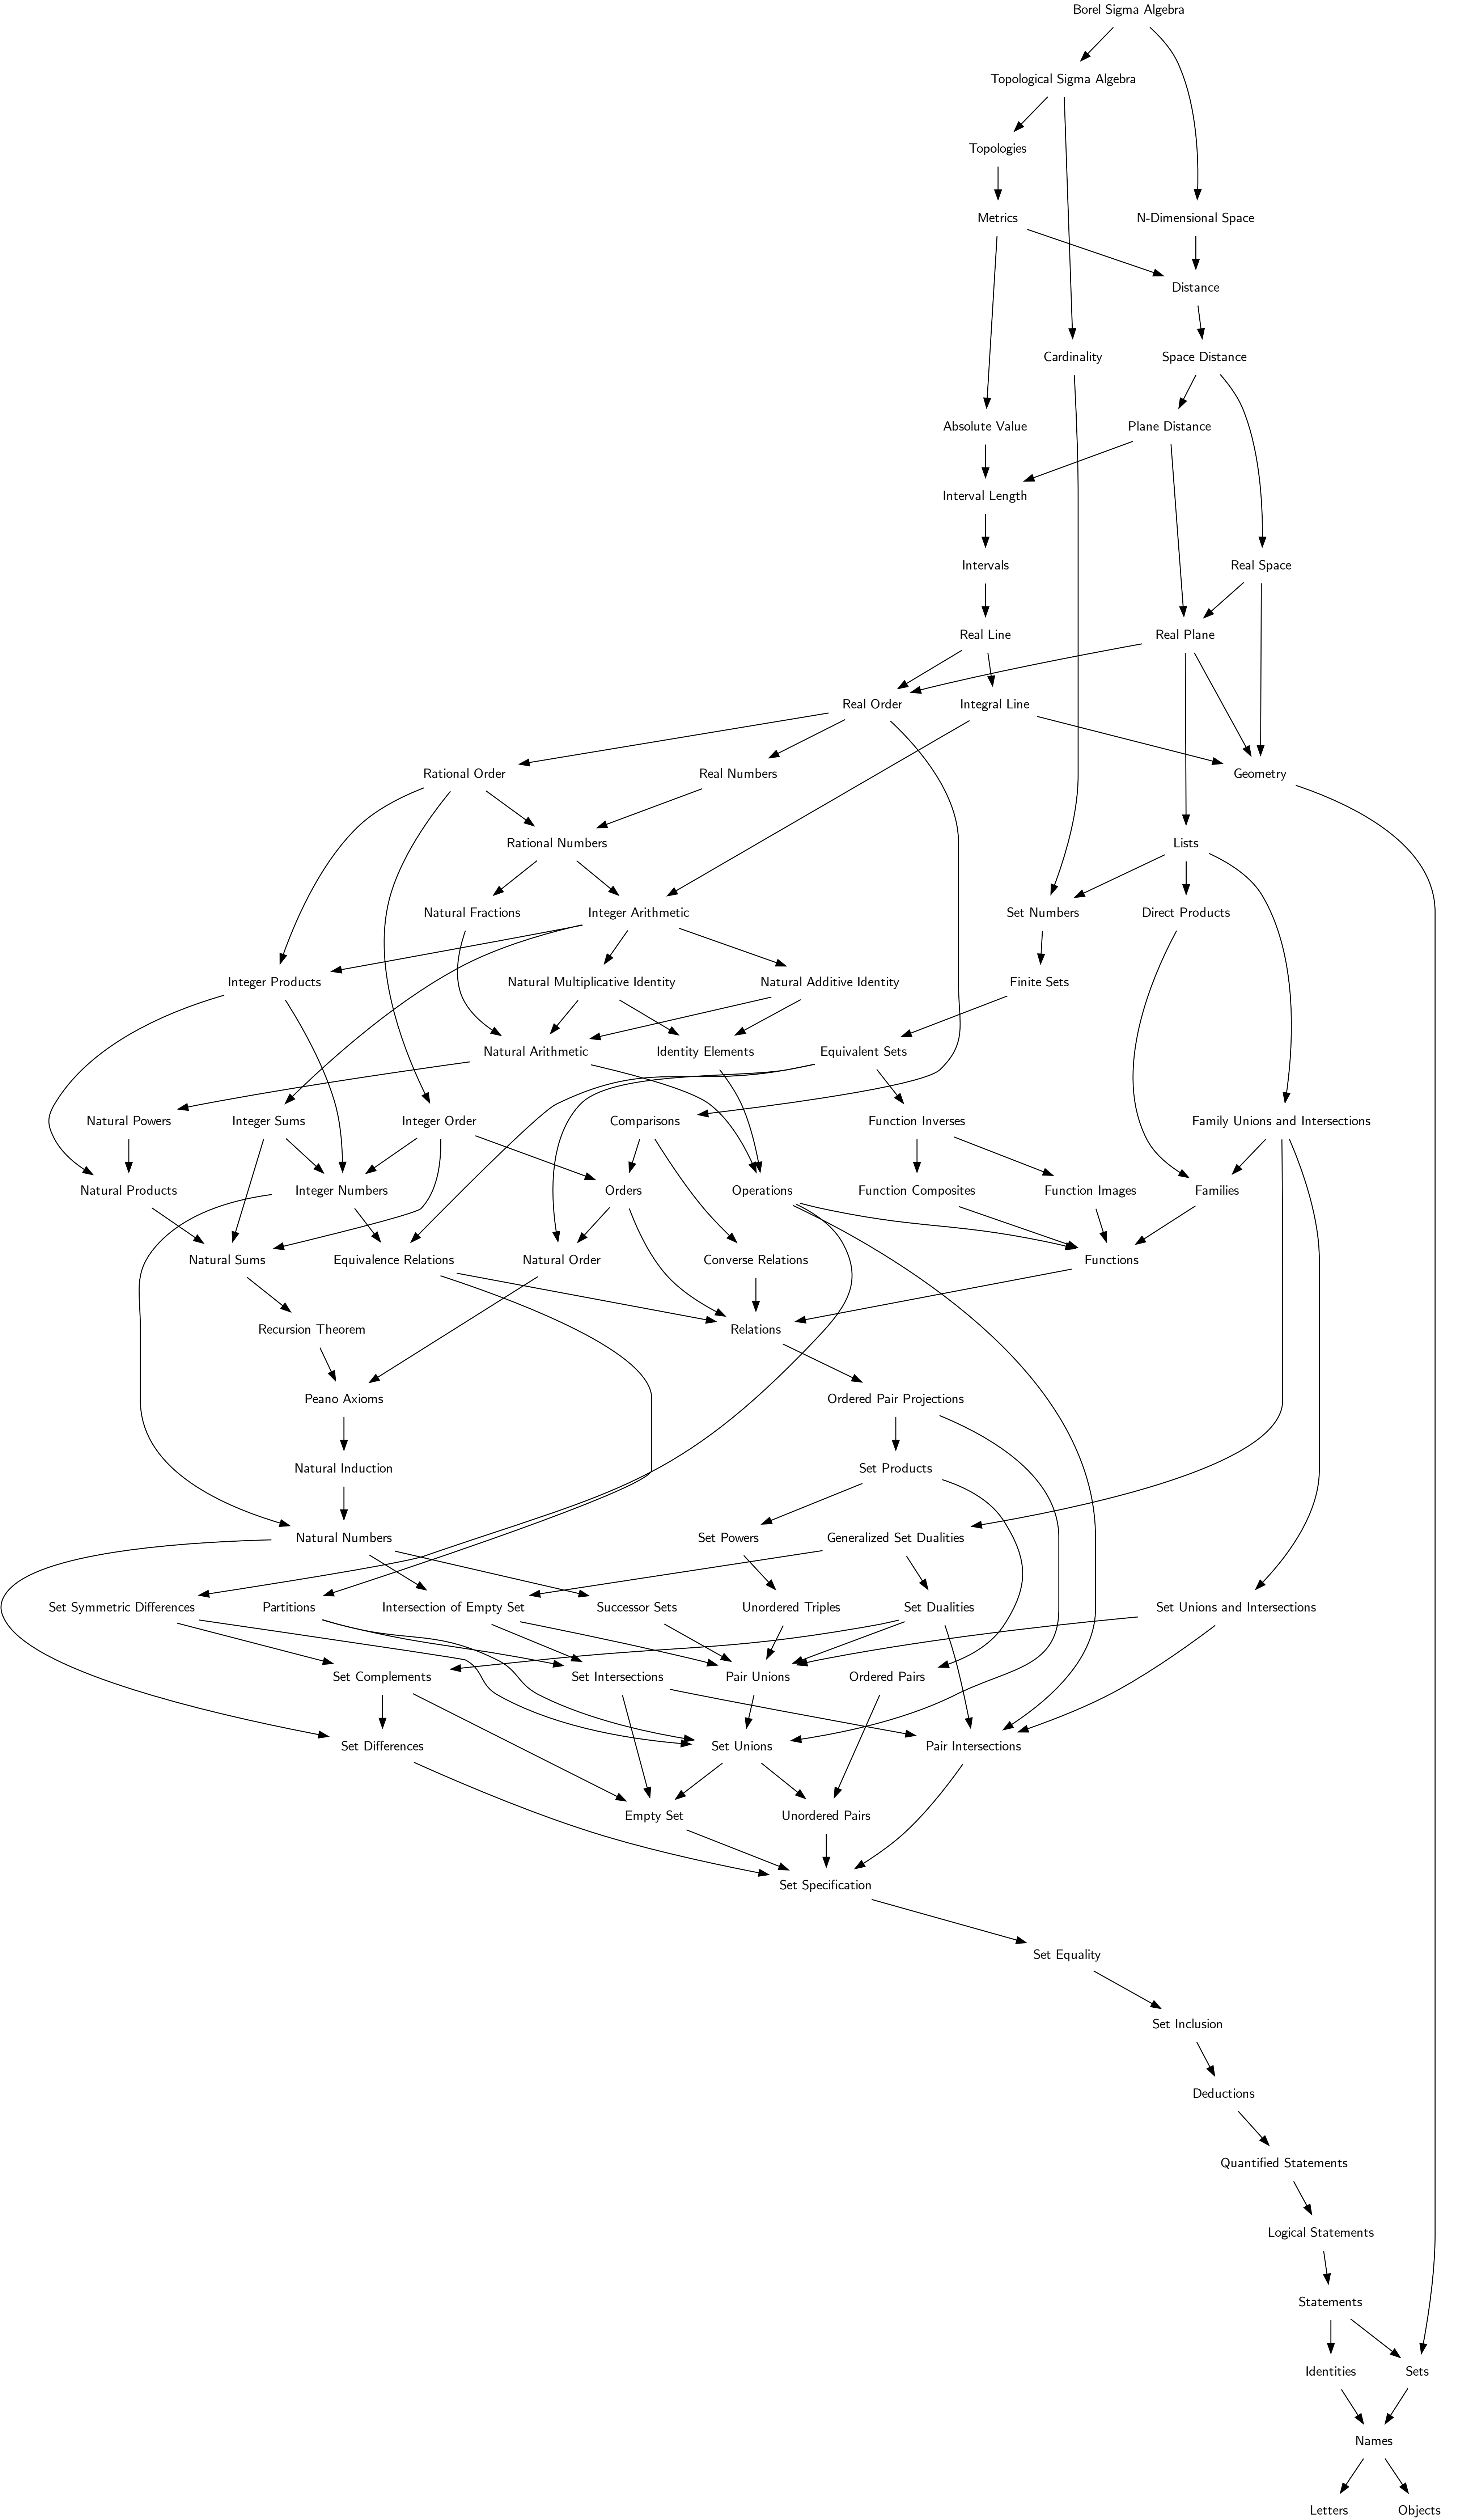 Borel Sigma Algebra
Topological Sigma Algebra
Topologies
Metrics
N-Dimensional Space
Distance
Cardinality
Space Distance
Absolute Value
Plane Distance
Interval Length
Intervals
Real Space
Real Line
Real Plane
Real Order
Integral Line
Rational Order
Real Numbers
Geometry
Rational Numbers
Lists
Natural Fractions
Integer Arithmetic
Set Numbers
Direct Products
Integer Products
Natural Multiplicative Identity
Natural Additive Identity
Finite Sets
Natural Arithmetic
Identity Elements
Equivalent Sets
Natural Powers
Integer Sums
Integer Order
Comparisons
Function Inverses
Family Unions and Intersections
Natural Products
Integer Numbers
Orders
Operations
Function Composites
Function Images
Families
Natural Sums
Equivalence Relations
Natural Order
Converse Relations
Functions
Recursion Theorem
Relations
Peano Axioms
Ordered Pair Projections
Natural Induction
Set Products
Natural Numbers
Set Powers
Generalized Set Dualities
Set Symmetric Differences
Partitions
Intersection of Empty Set
Successor Sets
Unordered Triples
Set Dualities
Set Unions and Intersections
Set Complements
Set Intersections
Pair Unions
Ordered Pairs
Set Differences
Set Unions
Pair Intersections
Empty Set
Unordered Pairs
Set Specification
Set Equality
Set Inclusion
Deductions
Quantified Statements
Logical Statements
Statements
Identities
Sets
Names
Letters
Objects